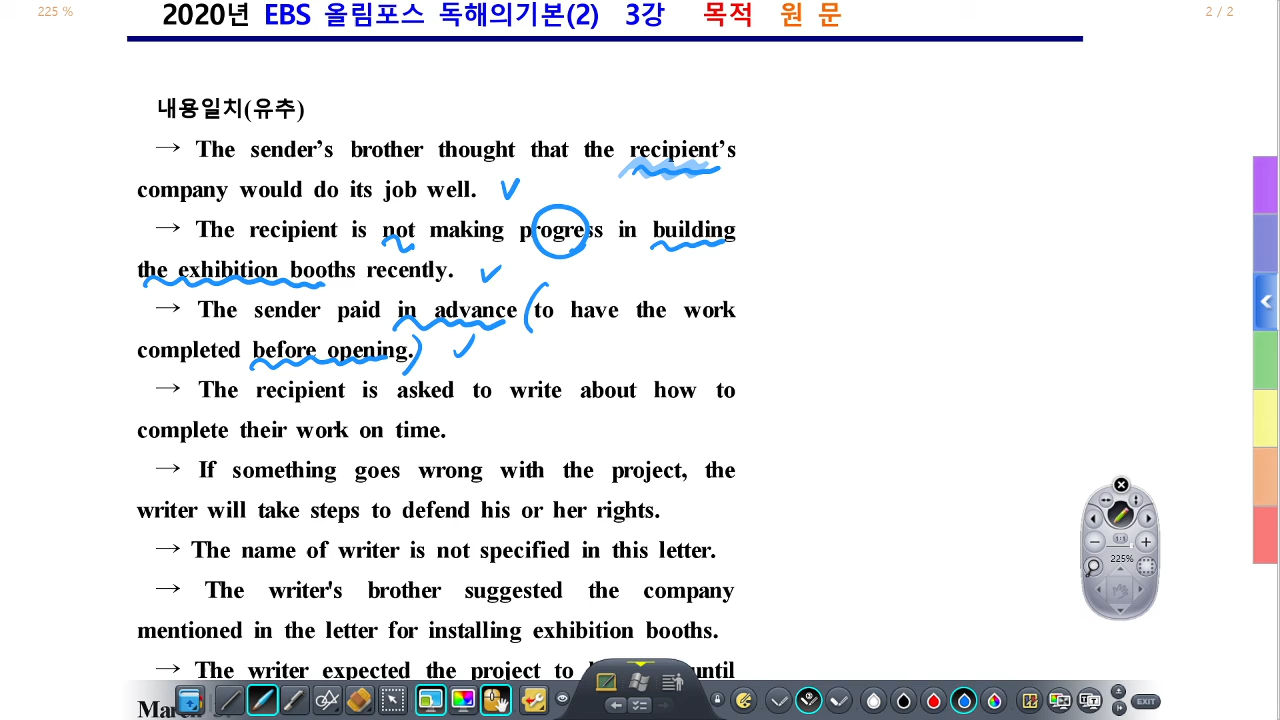 225 %
2020년 EBS 올림포스 독해의기본(2) 3강 목적 원 문
2 / 2
내용일치(유추)
→ The sender's brother thought that the recipient's
company would do its job well.
→ The recipient is not making progress in building
the exhibition booths recently.
→ The sender paid in advance to have the work
completed before opening.
→ The recipient is asked to write about how to
complete their work on time.
→ If something goes wrong with the project, the
writer will take steps to defend his or her rights.
→ The name of writer is not specified in this letter.
→ The writer's brother suggested the company
mentioned in the letter for installing exhibition booths.
→ The writer expected the project to until
1:1
225%
EXIT